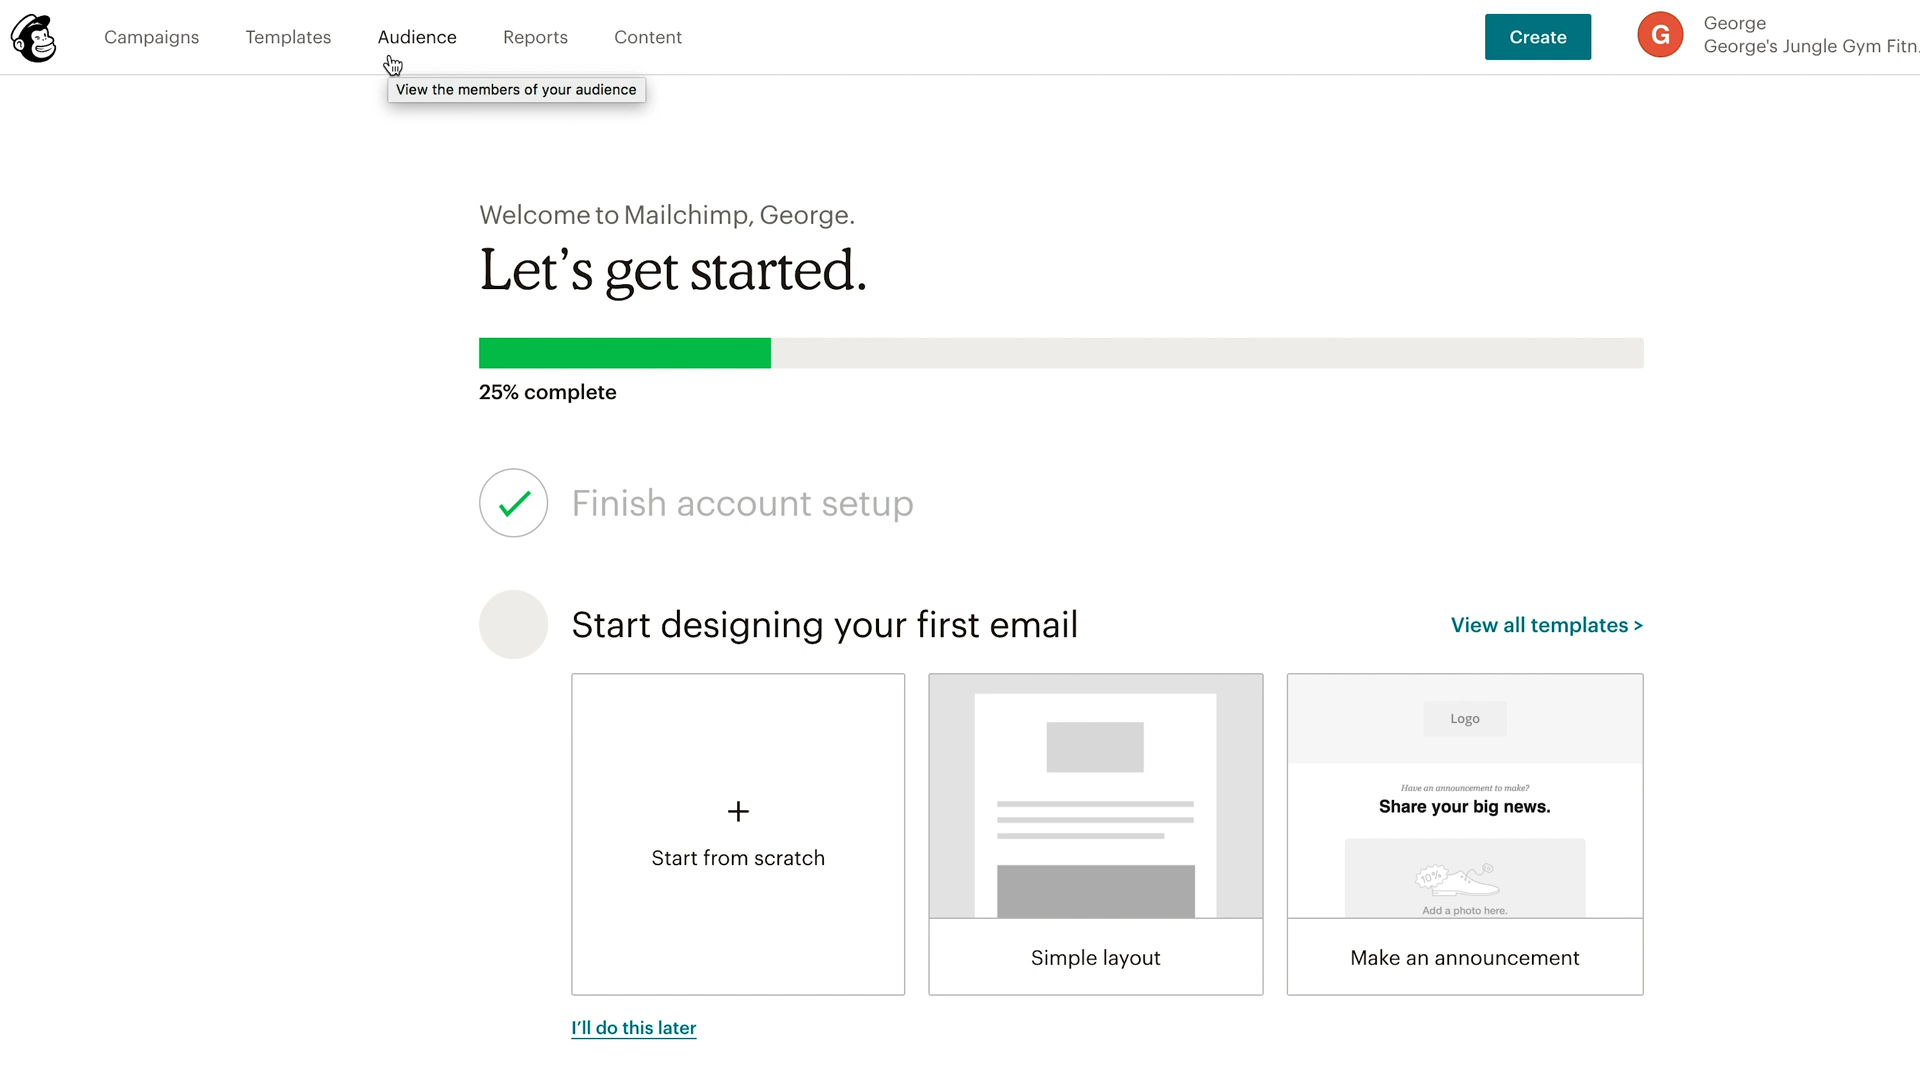 Campaigns Templates Audience Reports Content Create G George
George's Jungle Gym Fitn.
View the members of your audience
Welcome to Mailchimp, George.
Let's get started.
25% complete
Finish account setup
Start designing your first email View all templates >
Logo
Have an announcement to make?
Share your big news.
10%
Add a photo here.
+
Start from scratch
Simple layout
Make an announcement
I'll do this later